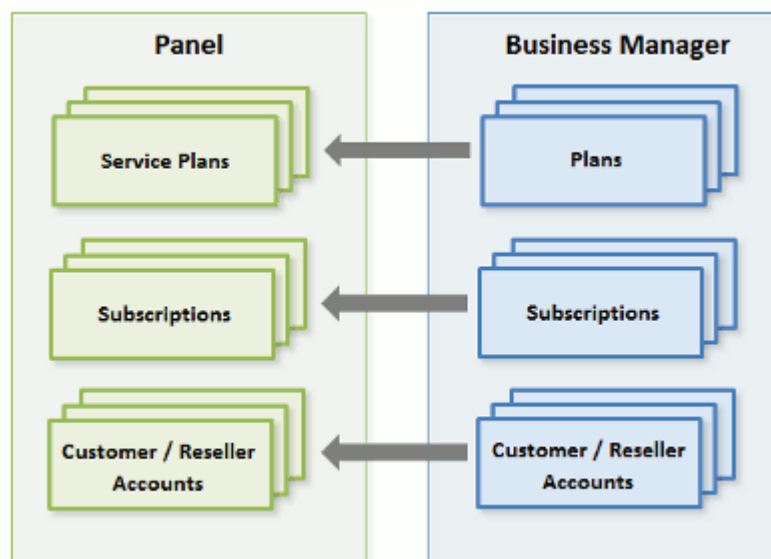 Panel
Business Manager
Service Plans
Plans
Subscriptions
Subscriptions
Customer / Reseller
Accounts
Customer / Reseller
Accounts